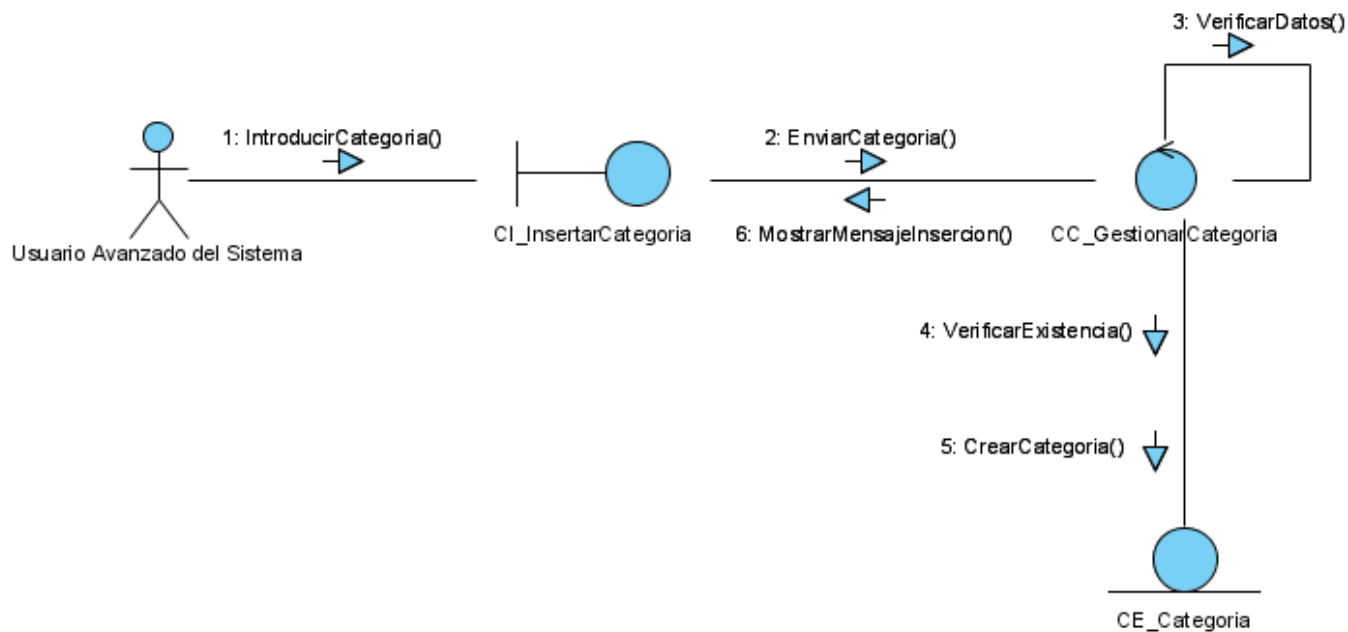 3: VerificarDatos()
1: IntroducirCategoria()
2: EnviarCategoria()
CI_InsertarCategoria
6: MostrarMensajeInsercion()
CC_GestionarCategoria
Usuario Avanzado del Sistema
4: VerificarExistencia()
5: CrearCategoria()
CE_Categoria